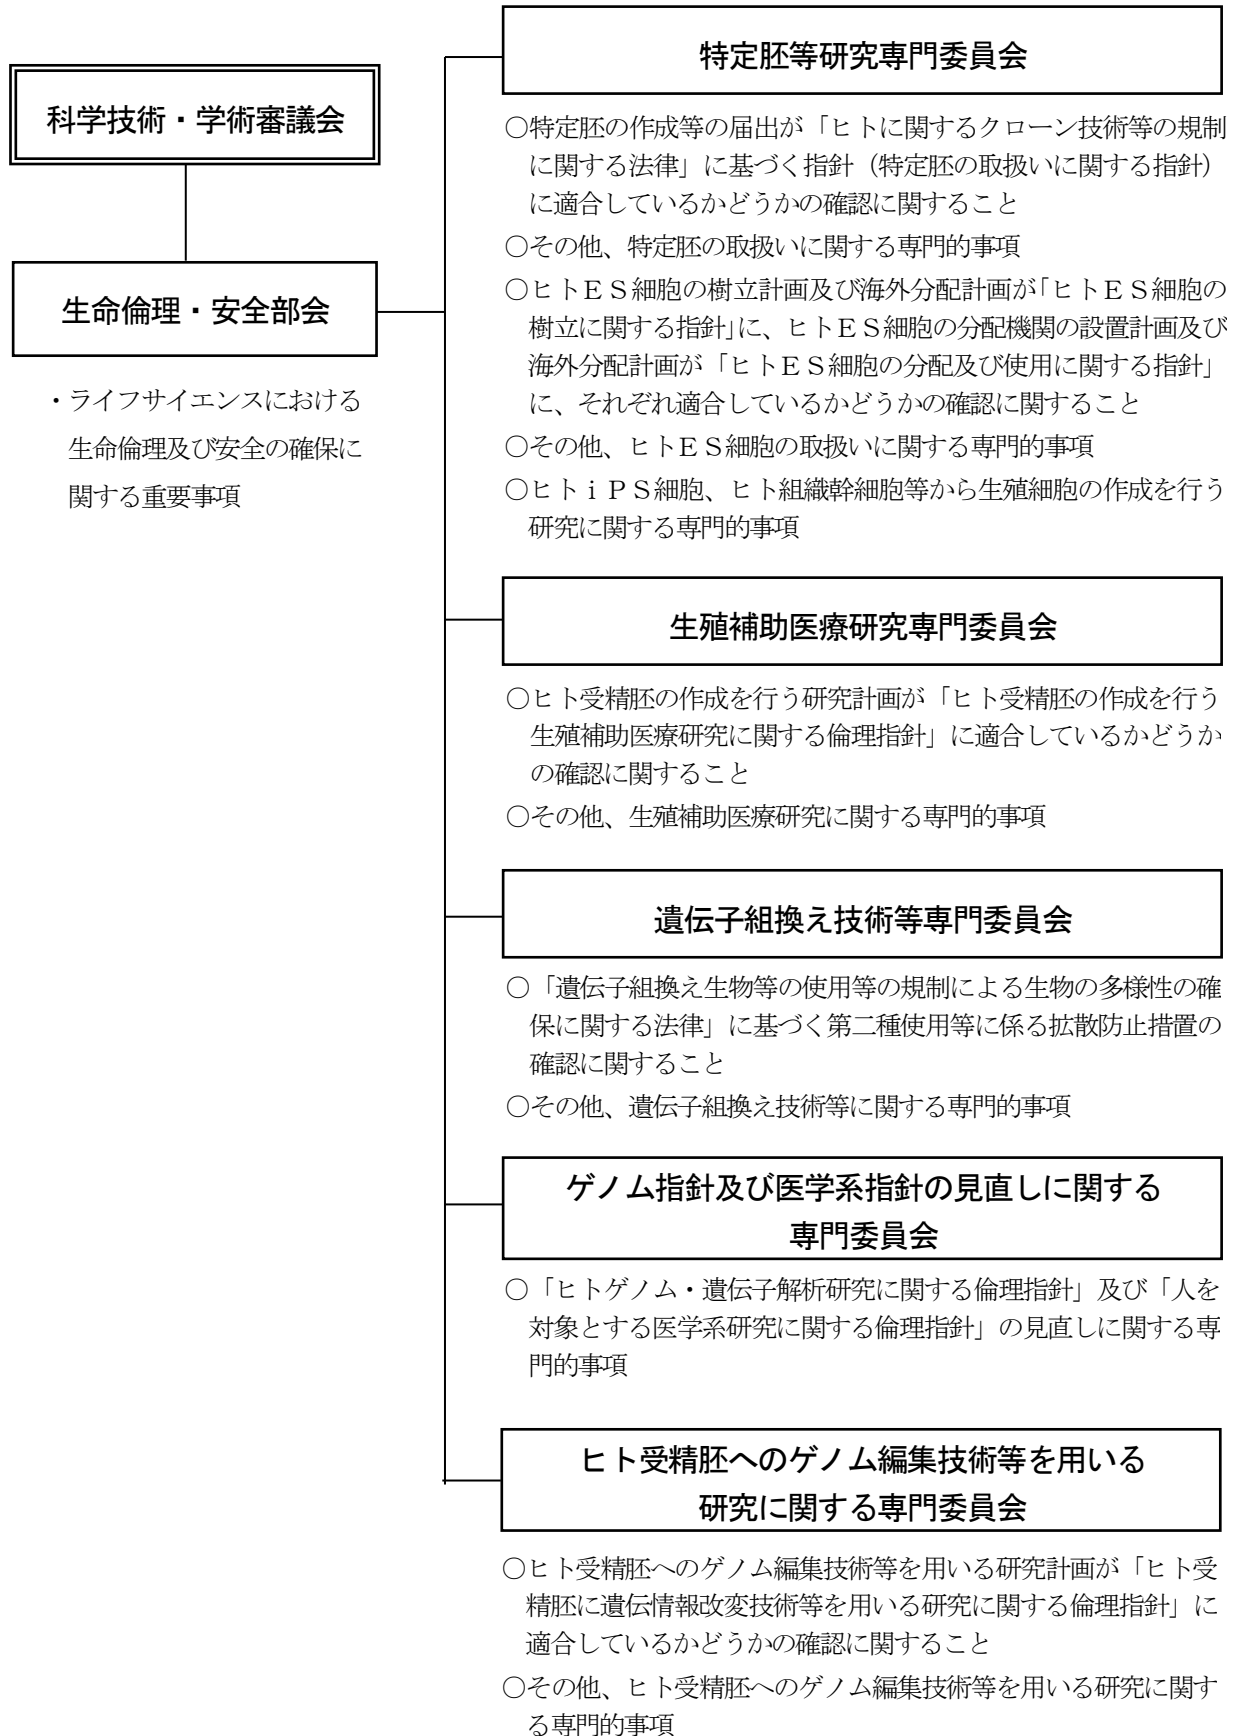 科学技術・学術審議会
生命倫理・安全部会
・ライフサイエンスにおける
生命倫理及び安全の確保に
関する重要事項
特定胚等研究専門委員会
○特定胚の作成等の届出が「ヒトに関するクローン技術等の規制
に関する法律」に基づく指針（特定胚の取扱いに関する指針）
に適合しているかどうかの確認に関すること
○その他、特定胚の取扱いに関する専門的事項
○ヒトＥＳ細胞の樹立計画及び海外分配計画が「ヒトＥＳ細胞の
樹立に関する指針」に、ヒトＥＳ細胞の分配機関の設置計画及び
海外分配計画が「ヒトＥＳ細胞の分配及び使用に関する指針」
に、それぞれ適合しているかどうかの確認に関すること
○その他、ヒトＥＳ細胞の取扱いに関する専門的事項
○ヒトｉＰＳ細胞、ヒト組織幹細胞等から生殖細胞の作成を行う
研究に関する専門的事項
生殖補助医療研究専門委員会
○ヒト受精胚の作成を行う研究計画が「ヒト受精胚の作成を行う
生殖補助医療研究に関する倫理指針」に適合しているかどうか
の確認に関すること
○その他、生殖補助医療研究に関する専門的事項
遺伝子組換え技術等専門委員会
○「遺伝子組換え生物等の使用等の規制による生物の多様性の確
保に関する法律」に基づく第二種使用等に係る拡散防止措置の
確認に関すること
○その他、遺伝子組換え技術等に関する専門的事項
ゲノム指針及び医学系指針の見直しに関する
専門委員会
○「ヒトゲノム・遺伝子解析研究に関する倫理指針」及び「人を
対象とする医学系研究に関する倫理指針」の見直しに関する専
門的事項
ヒト受精胚へのゲノム編集技術等を用いる
研究に関する専門委員会
○ヒト受精胚へのゲノム編集技術等を用いる研究計画が「ヒト受
精胚に遺伝情報改変技術等を用いる研究に関する倫理指針」に
適合しているかどうかの確認に関すること
○その他、ヒト受精胚へのゲノム編集技術等を用いる研究に関す
る専門的事項